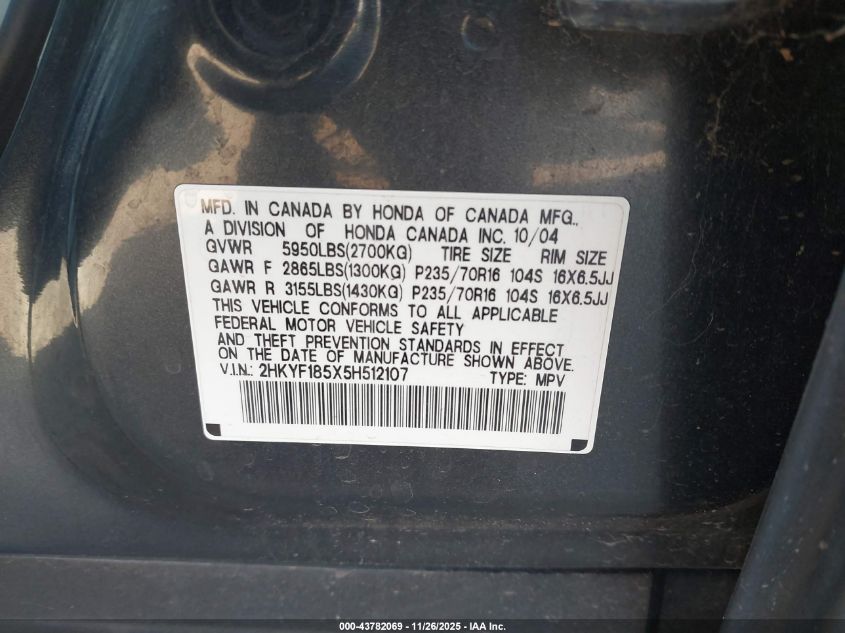 MFD. IN CANADA BY HONDA OF CANADA MFG.,
A DIVISION OF HONDA CANADA INC. 10/04
GVWR 5950LBS(2700KG) TIRE SIZE RIM SIZE
GAWR F 2865LBS(1300KG) P235/70R16 104S 16X6.5JJ
GAWR R 3155LBS(1430KG) P235/70R16 104S 16X6.5JJ
THIS VEHICLE CONFORMS TO ALL APPLICABLE
FEDERAL MOTOR VEHICLE SAFETY
AND THEFT PREVENTION STANDARDS IN EFFECT
ON THE DATE OF MANUFACTURE SHOWN ABOVE.
V.I.N.: 2HKYF185X5H512107 TYPE: MPV
000-43782069 - 11/26/2025 - IAA Inc.